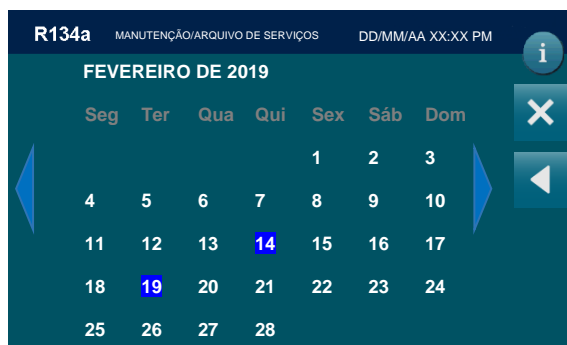 R134a MANUTENÇÃO/ARQUIVO DE SERVIÇOS DD/MM/AA XX:XX PM
i
FEVEREIRO DE 2019
Seg Ter Qua Qui Sex Sáb Dom
1 2 3
4 5 6 7 8 9 10
11 12 13 14 15 16 17
18 19 20 21 22 23 24
25 26 27 28